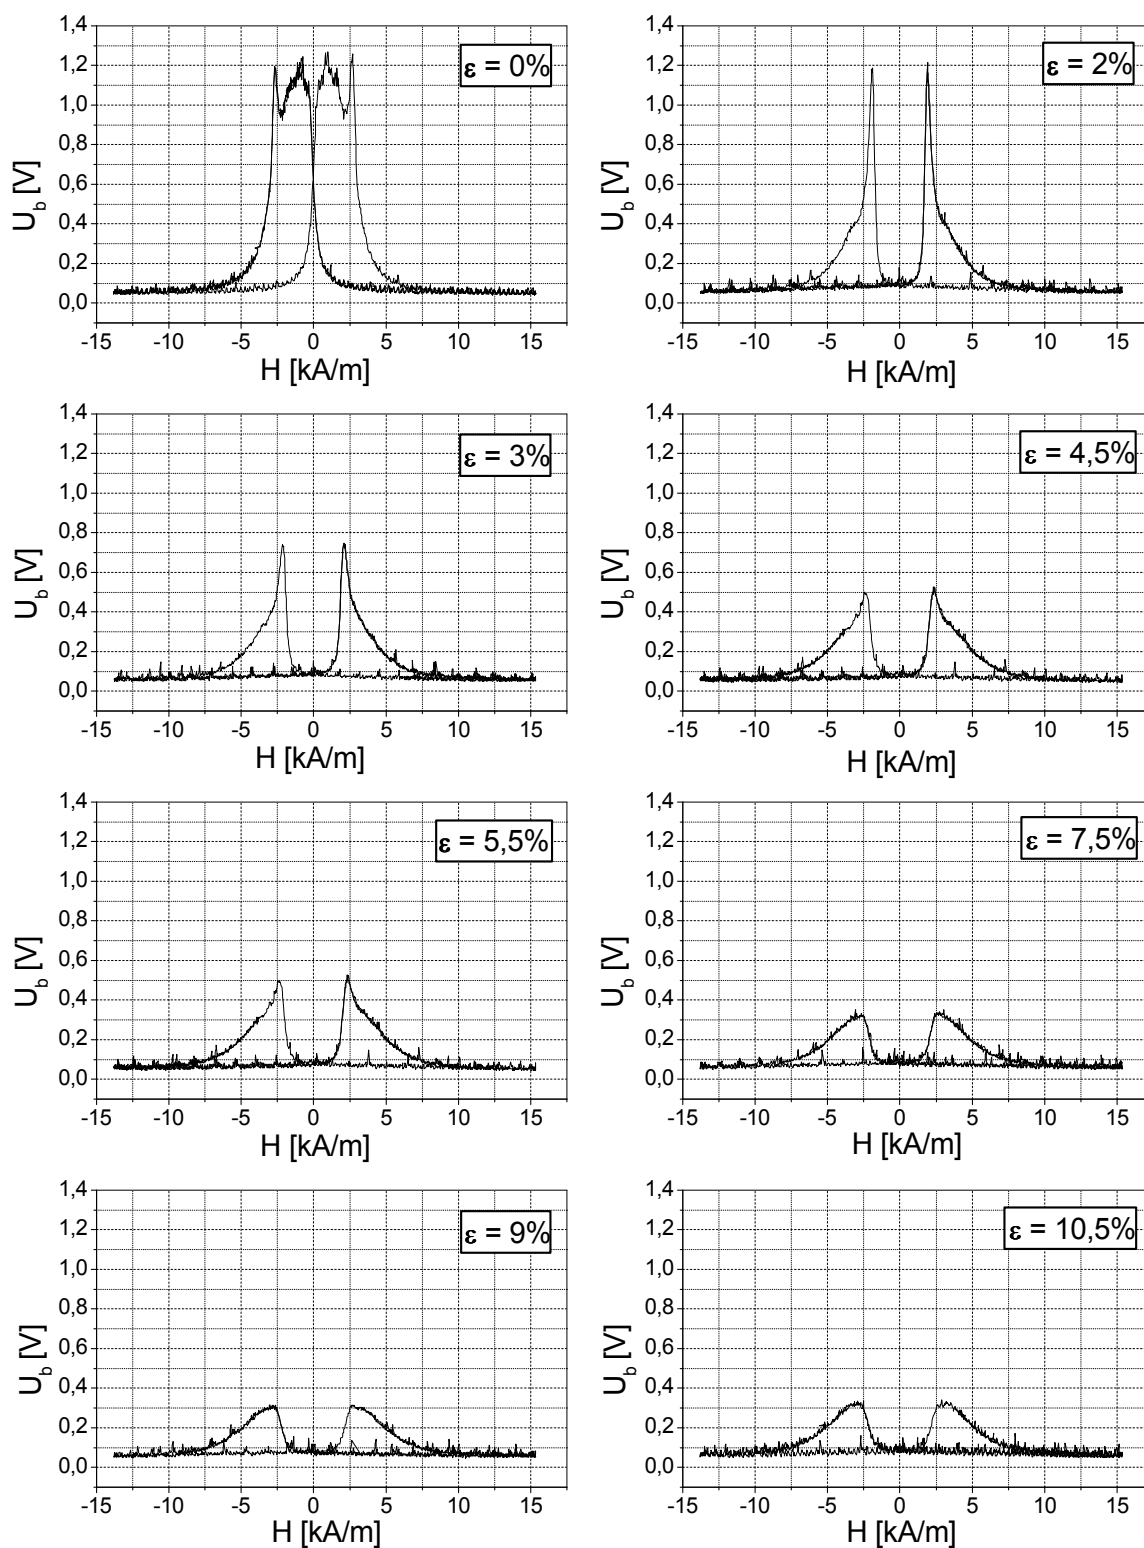 1,4
1,2
1,0
0,8
0,6
0,4
0,2
0,0
U_b [V]
ε = 0%
-15 -10 -5 0 5 10 15
H [kA/m]
1,4
1,2
1,0
0,8
0,6
0,4
0,2
0,0
U_b [V]
ε = 2%
-15 -10 -5 0 5 10 15
H [kA/m]
1,4
1,2
1,0
0,8
0,6
0,4
0,2
0,0
U_b [V]
ε = 3%
-15 -10 -5 0 5 10 15
H [kA/m]
1,4
1,2
1,0
0,8
0,6
0,4
0,2
0,0
U_b [V]
ε = 4,5%
-15 -10 -5 0 5 10 15
H [kA/m]
1,4
1,2
1,0
0,8
0,6
0,4
0,2
0,0
U_b [V]
ε = 5,5%
-15 -10 -5 0 5 10 15
H [kA/m]
1,4
1,2
1,0
0,8
0,6
0,4
0,2
0,0
U_b [V]
ε = 7,5%
-15 -10 -5 0 5 10 15
H [kA/m]
1,4
1,2
1,0
0,8
0,6
0,4
0,2
0,0
U_b [V]
ε = 9%
-15 -10 -5 0 5 10 15
H [kA/m]
1,4
1,2
1,0
0,8
0,6
0,4
0,2
0,0
U_b [V]
ε = 10,5%
-15 -10 -5 0 5 10 15
H [kA/m]